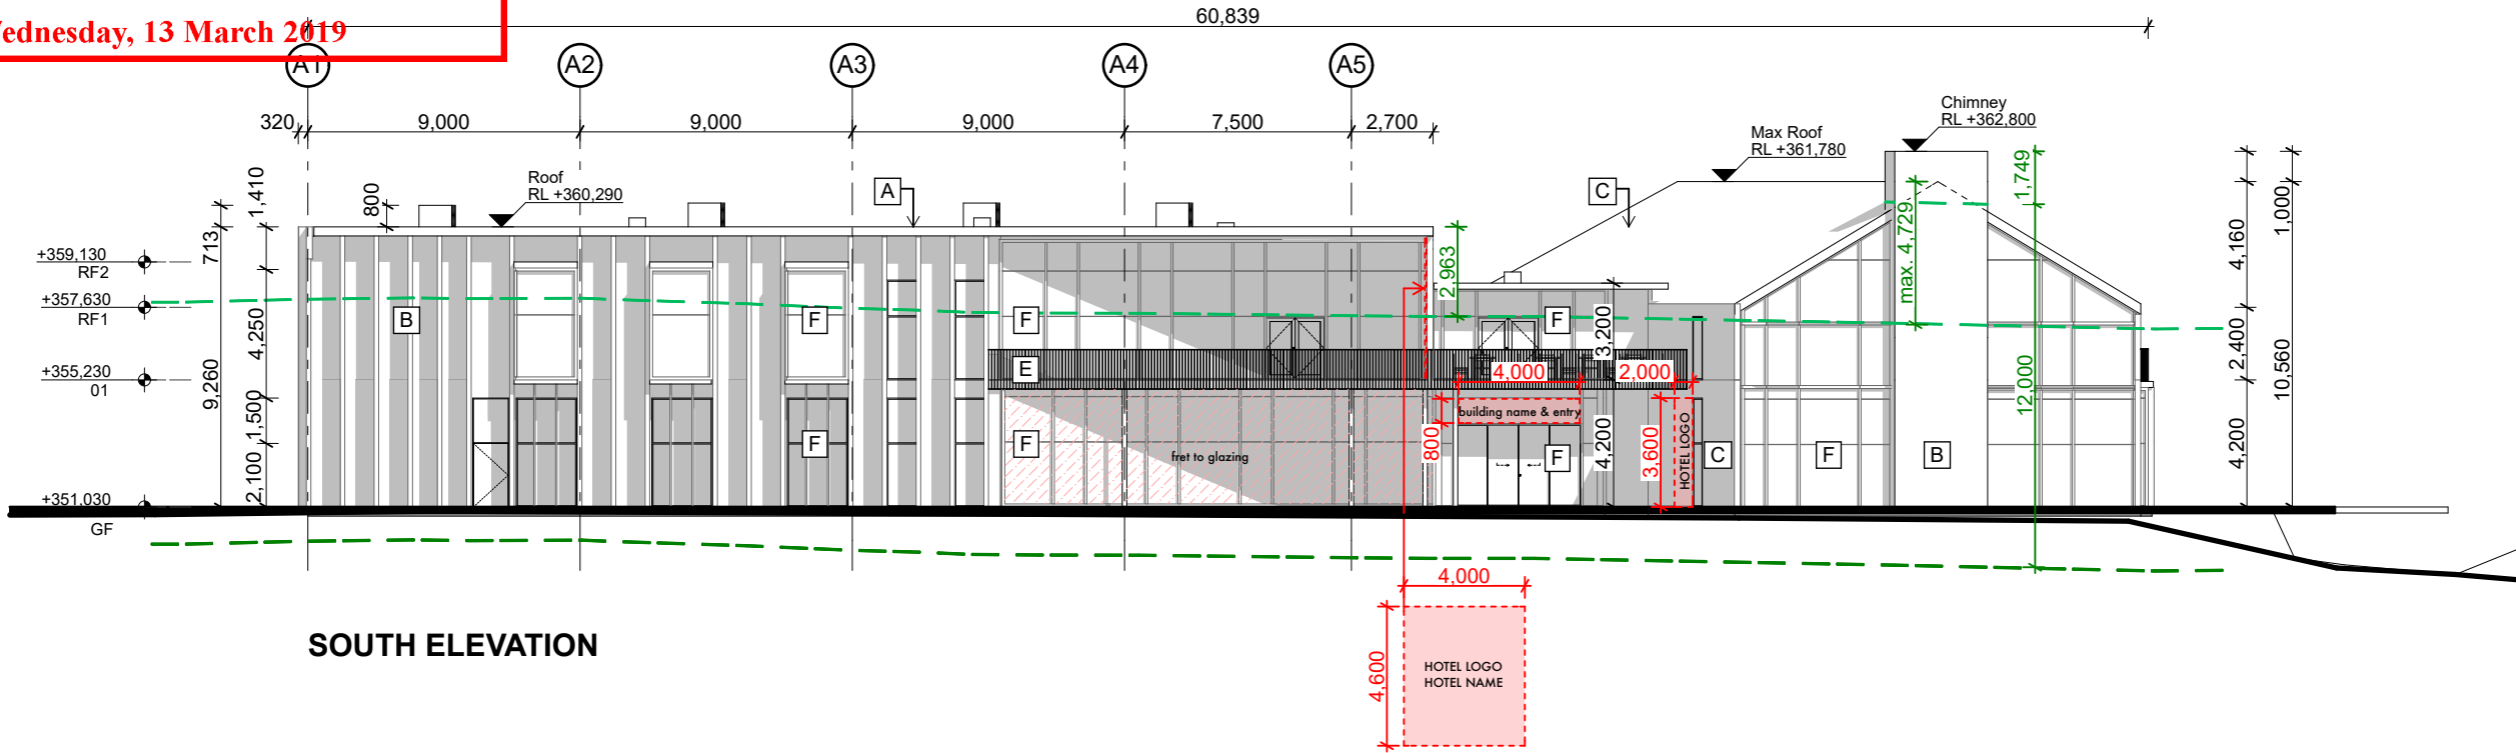 60,839
Wednesday, 13 March 2019
A1
A2
A3
A4
A5
320
9,000
9,000
9,000
7,500
2,700
Chimney
RL +362,800
Max Roof
RL +361,780
Roof
RL +360,290
A
C
1,410
800
713
1,749
1,000
max. 4,729
4,160
2,963
+359,130
RF2
+357,630
RF1
B
F
F
F
4,250
3,200
2,400
9,260
10,560
12,000
+355,230
01
E
4,000
2,000
building name & entry
1,500
800
F
F
fret to glazing
F
4,200
3,600
HOTEL LOGO
C
F
B
4,200
2,100
+351,030
GF
4,000
SOUTH ELEVATION
4,600
HOTEL LOGO
HOTEL NAME